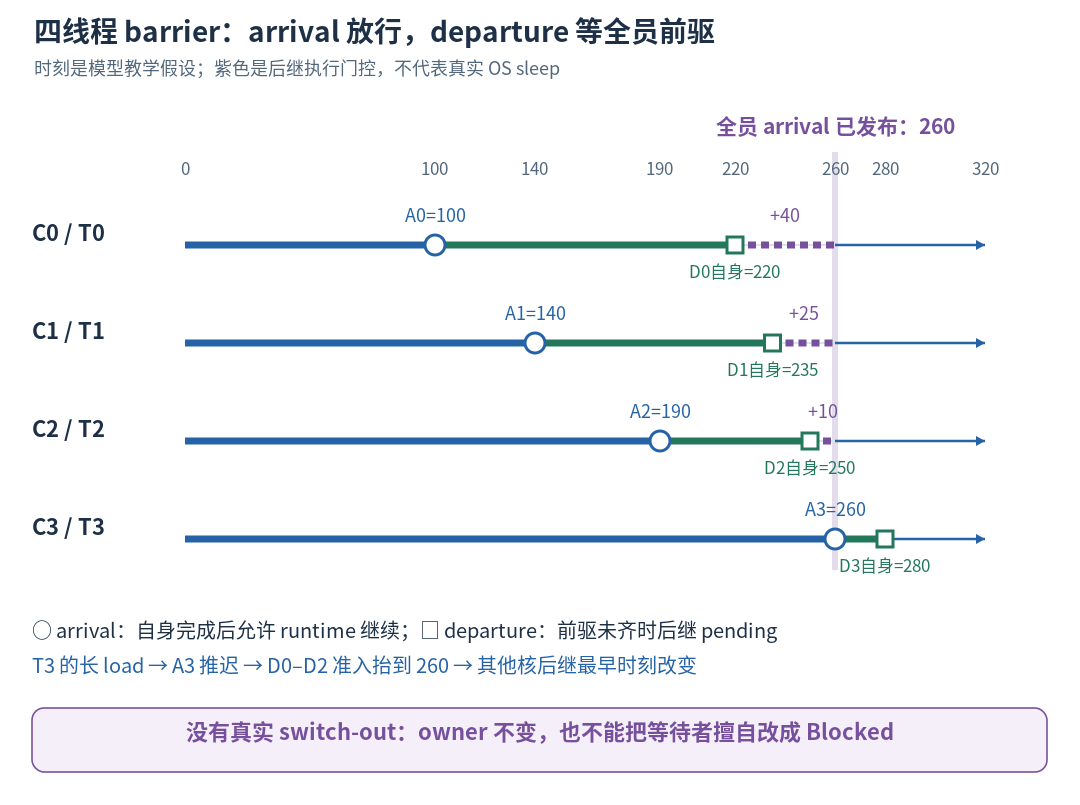 四线程 barrier：arrival 放行，departure 等全员前驱
时刻是模型教学假设；紫色是后继执行门控，不代表真实 OS sleep
全员 arrival 已发布：260
0 100 140 190 220 260 280 320
C0 / T0
A0=100
+40
D0自身=220
C1 / T1
A1=140
+25
D1自身=235
C2 / T2
A2=190
+10
D2自身=250
C3 / T3
A3=260
D3自身=280
○ arrival：自身完成后允许 runtime 继续；□ departure：前驱未齐时后继 pending
T3 的长 load → A3 推迟 → D0–D2 准入抬到 260 → 其他核后继最早时刻改变
没有真实 switch-out：owner 不变，也不能把等待者擅自改成 Blocked